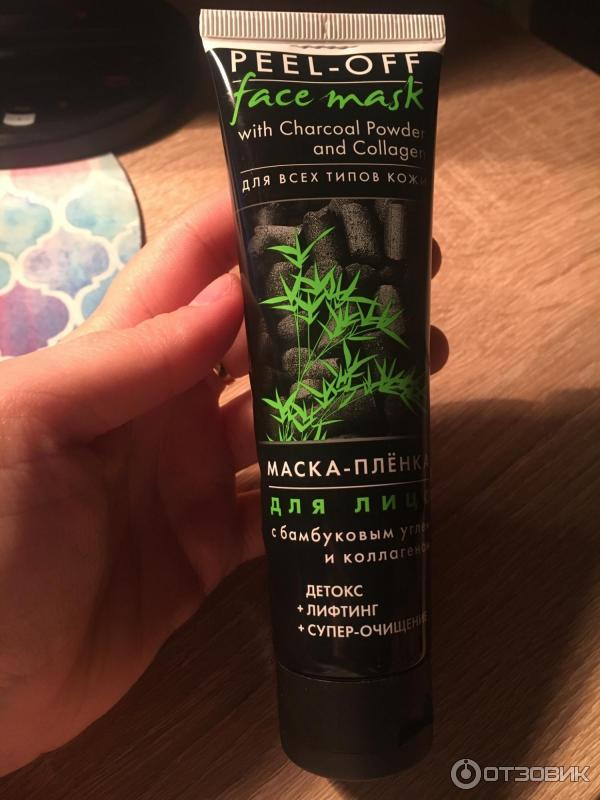 PEEL-OFF
face mask
with Charcoal Powder
and Collagen
ДЛЯ ВСЕХ ТИПОВ КОЖИ
МАСКА-ПЛЁНКА
ДЛЯ ЛИЦА
с бамбуковым углём
и коллагеном
ДЕТОКС
+ ЛИФТИНГ
+ СУПЕР-ОЧИЩЕНИЕ
ОТЗОВИК